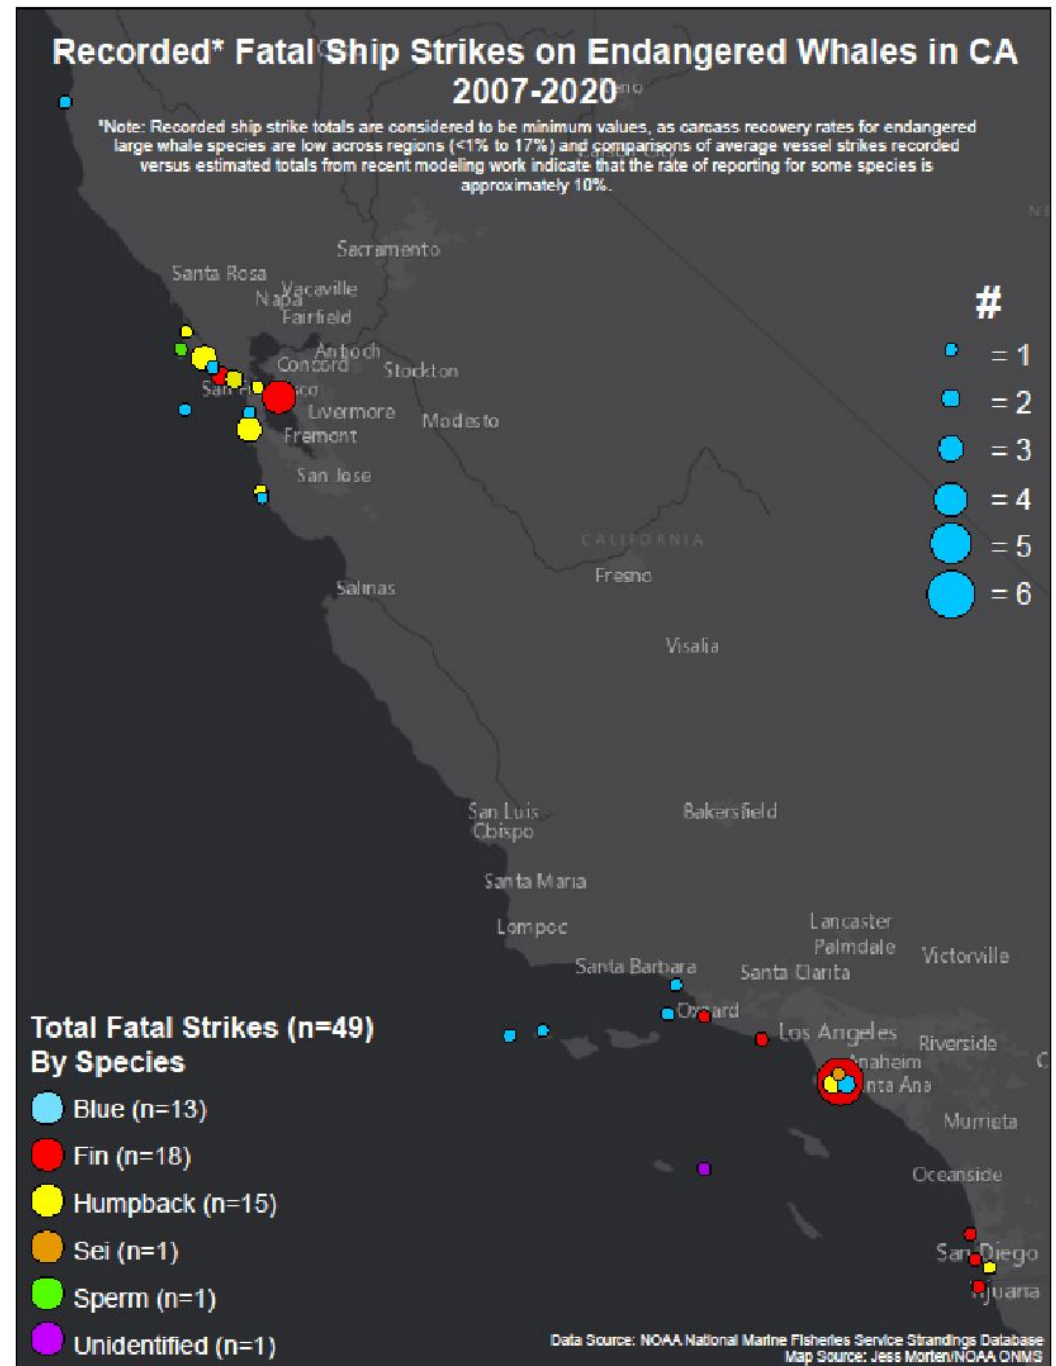 Recorded* Fatal Ship Strikes on Endangered Whales in CA
2007-2020
*Note: Recorded ship strike totals are considered to be minimum values, as carcass recovery rates for endangered
large whale species are low across regions (<1% to 17%) and comparisons of average vessel strikes recorded
versus estimated totals from recent modeling work indicate that the rate of reporting for some species is
approximately 10%.
Sacramento
Santa Rosa
Vacaville
Napa
Fairfield
#
Antioch
= 1
Concord
Stockton
San
= 2
Livermore
Modesto
Fremont
= 3
San Jose
= 4
CALIFORNIA
= 5
Fresno
Salinas
= 6
Visalia
San Luis
Obispo
Bakersfield
Santa Maria
Lancaster
Lompoc
Palmdale
Victorville
Santa Barbara
Santa Clarita
Oxnard
Los Angeles
Riverside
Anaheim
Santa Ana
Murrieta
Oceanside
San Diego
Tijuana
Total Fatal Strikes (n=49)
By Species
Blue (n=13)
Fin (n=18)
Humpback (n=15)
Sei (n=1)
Sperm (n=1)
Unidentified (n=1)
Data Source: NOAA National Marine Fisheries Service Strandings Database
Map Source: Jess Morten/NOAA ONMS